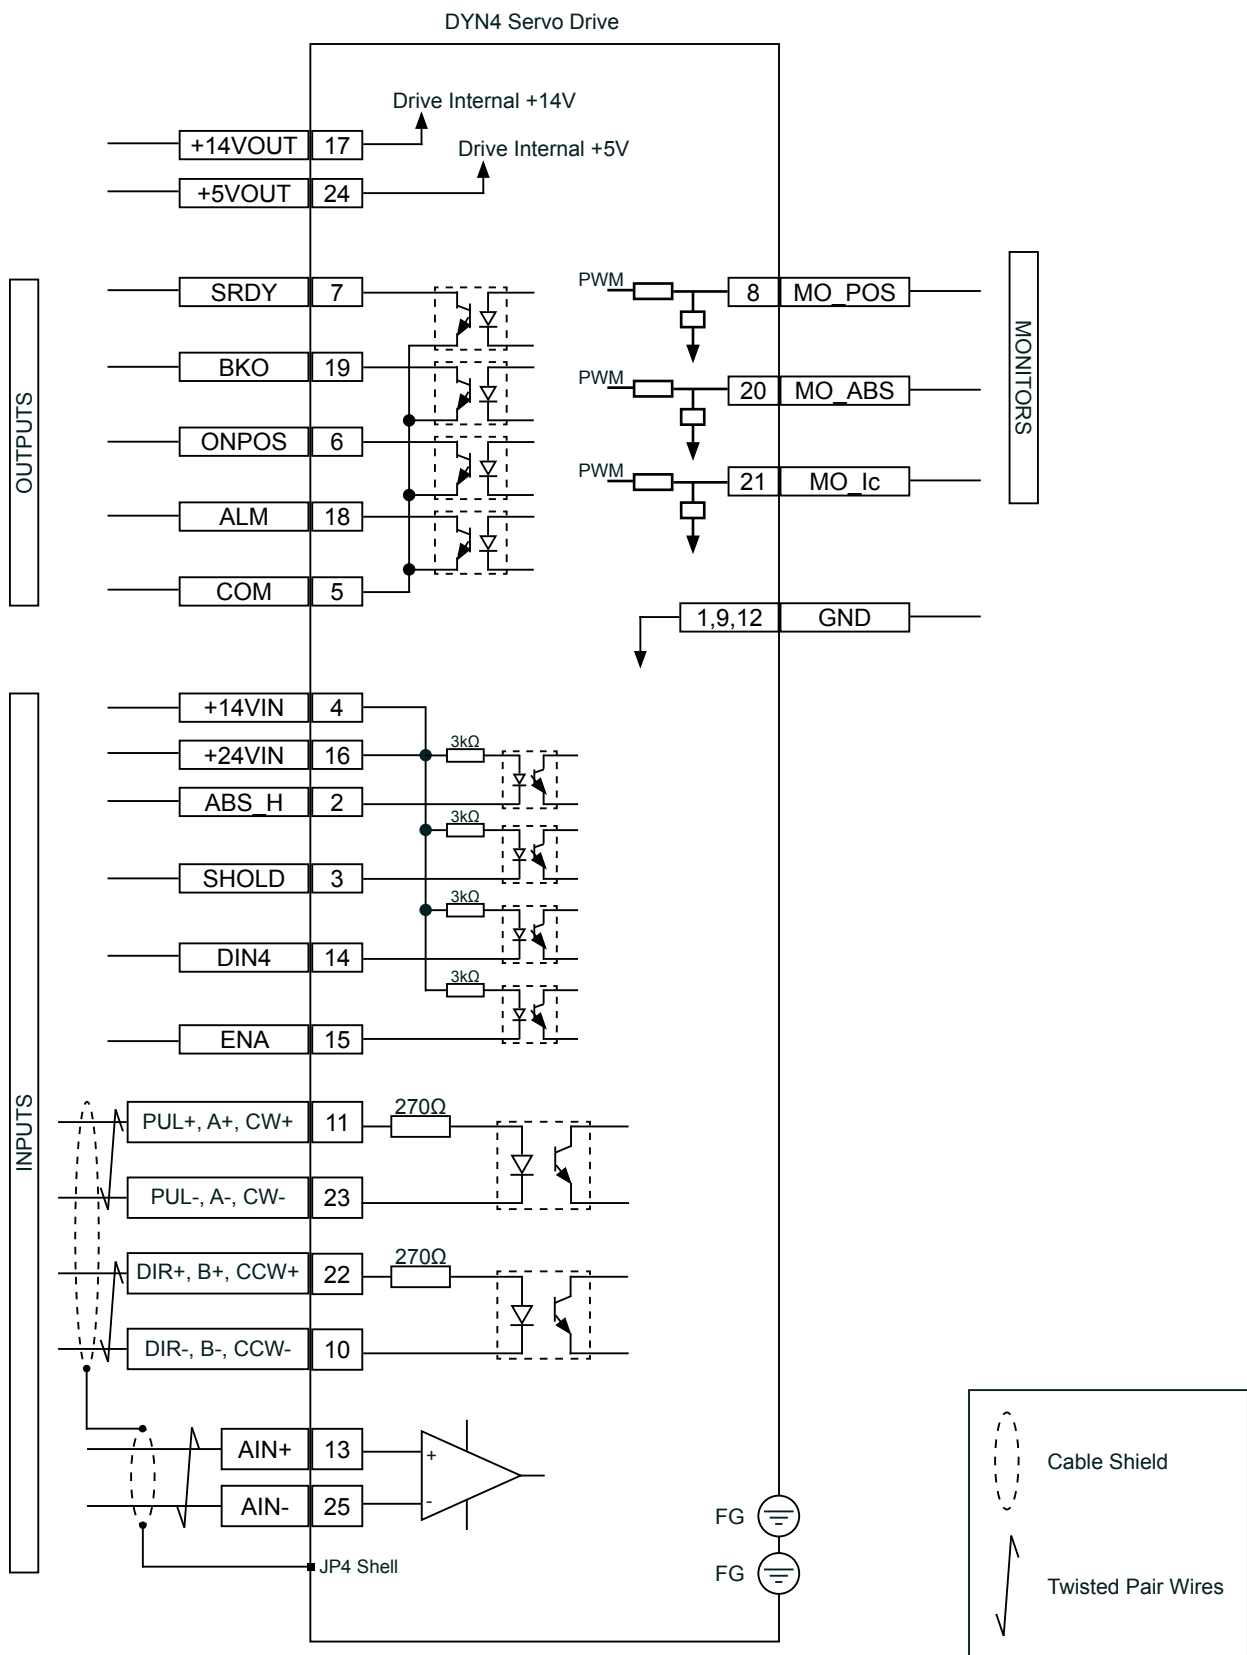 DYN4 Servo Drive
Drive Internal +14V
+14VOUT 17
Drive Internal +5V
+5VOUT 24
OUTPUTS
SRDY 7
BKO 19
ONPOS 6
ALM 18
COM 5
PWM 8 MO_POS
PWM 20 MO_ABS
PWM 21 MO_Ic
MONITORS
1,9,12 GND
INPUTS
+14VIN 4
+24VIN 16
3kΩ
ABS_H 2
3kΩ
SHOLD 3
3kΩ
DIN4 14
3kΩ
ENA 15
PUL+, A+, CW+ 11 270Ω
PUL-, A-, CW- 23
DIR+, B+, CCW+ 22 270Ω
DIR-, B-, CCW- 10
AIN+ 13 +
AIN- 25 -
JP4 Shell
FG
FG
Cable Shield
Twisted Pair Wires